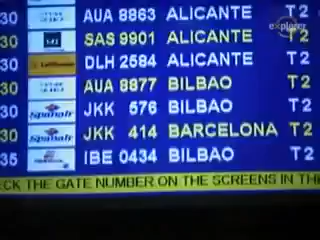 explorer
30 AUA 8863 ALICANTE T2
30 SAS 9901 ALICANTE T2
30 Lufthansa DLH 2584 ALICANTE T2
30 AUA 8877 BILBAO T2
30 Spanair JKK 576 BILBAO T2
30 Spanair JKK 414 BARCELONA T2
35 IBE 0434 BILBAO T2
ECK THE GATE NUMBER ON THE SCREENS IN TH